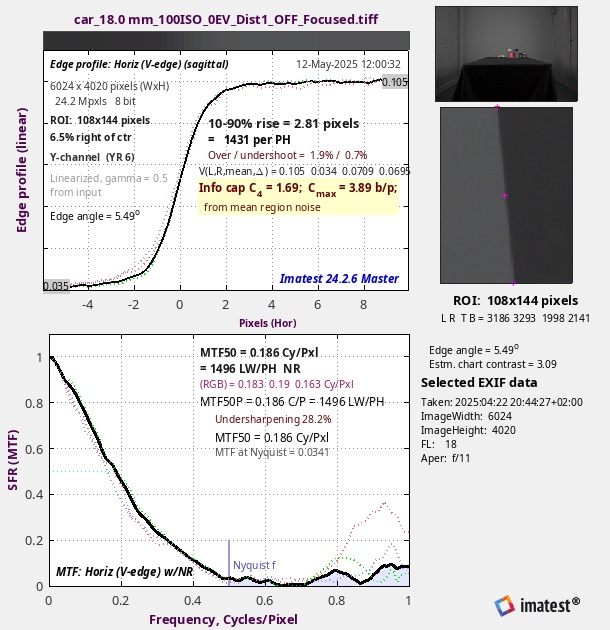 car_18.0 mm_100ISO_0EV_Dist1_OFF_Focused.tiff
Edge profile: Horiz (V-edge) (sagittal)
12-May-2025 12:00:32
6024 x 4020 pixels (WxH)
24.2 Mpxls 8 bit
0.105
ROI: 108x144 pixels
6.5% right of ctr
Y-channel (YR 6)
Linearized, gamma = 0.5
from input
Edge angle = 5.49º
10-90% rise = 2.81 pixels
= 1431 per PH
Over / undershoot = 1.9% / 0.7%
V(L,R,mean,Δ) = 0.105 0.034 0.0709 0.0695
Info cap C4 = 1.69; Cmax = 3.89 b/p;
from mean region noise
Imatest 24.2.6 Master
0.035
Edge profile (linear)
-4 -2 0 2 4 6 8
Pixels (Hor)
ROI: 108x144 pixels
L R T B = 3186 3293 1998 2141
Edge angle = 5.49º
Estm. chart contrast = 3.09
Selected EXIF data
Taken: 2025:04:22 20:44:27+02:00
ImageWidth: 6024
ImageHeight: 4020
FL: 18
Aper: f/11
MTF50 = 0.186 Cy/Pxl
= 1496 LW/PH NR
(RGB) = 0.183 0.19 0.163 Cy/Pxl
MTF50P = 0.186 C/P = 1496 LW/PH
Undersharpening 28.2%
MTF50 = 0.186 Cy/Pxl
MTF at Nyquist = 0.0341
Nyquist f
MTF: Horiz (V-edge) w/NR
SFR (MTF)
1
0.8
0.6
0.4
0.2
0
0 0.2 0.4 0.6 0.8 1
Frequency, Cycles/Pixel
imatest®